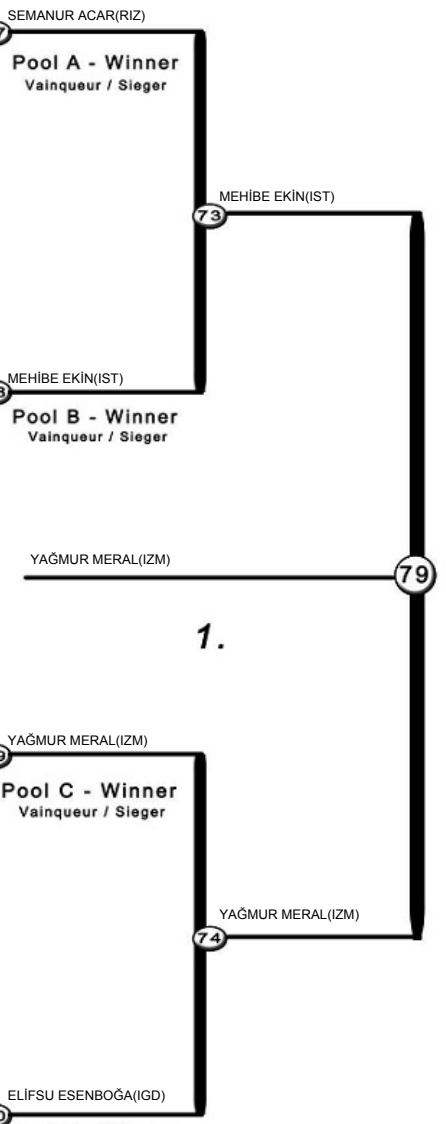 SEMANUR ACAR(RIZ)
Pool A - Winner
Vainqueur / Sieger
MEHİBE EKİN(IST)
73
MEHİBE EKİN(IST)
Pool B - Winner
Vainqueur / Sieger
YAĞMUR MERAL(IZM)
79
1.
YAĞMUR MERAL(IZM)
Pool C - Winner
Vainqueur / Sieger
YAĞMUR MERAL(IZM)
74
ELİFSU ESENBOĞA(IGD)